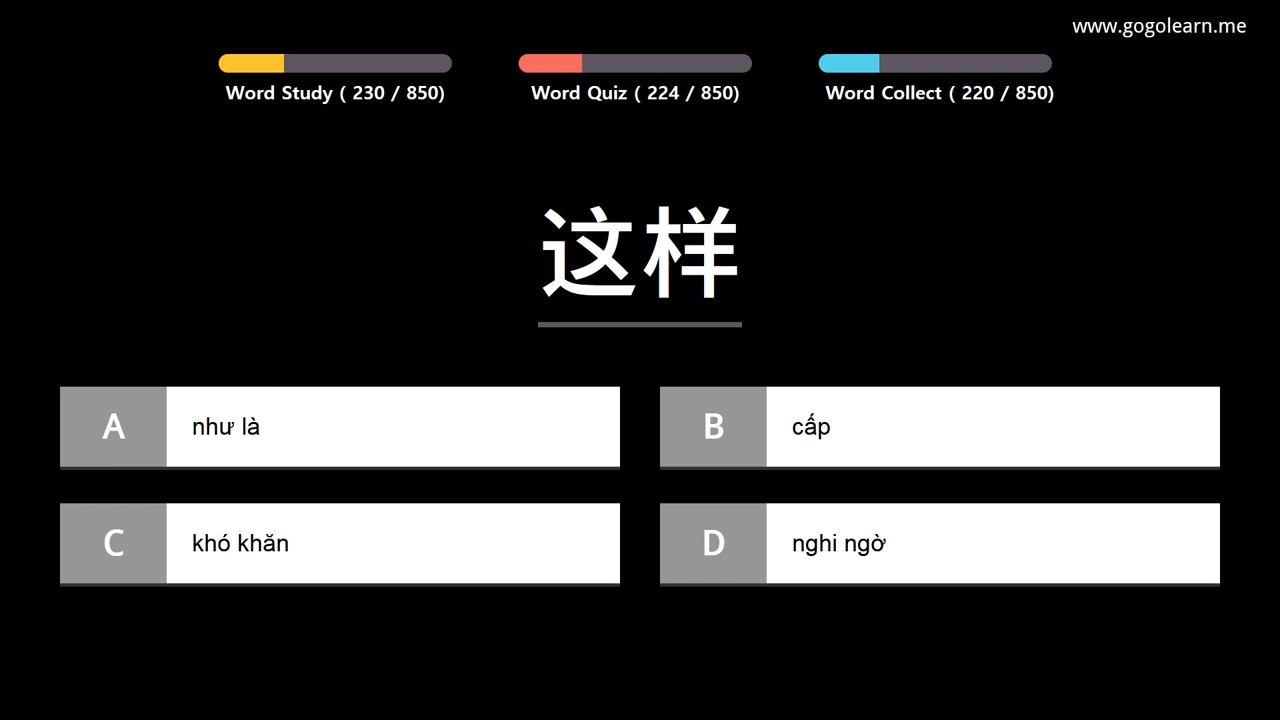 www.gogolearn.me
Word Study ( 230 / 850)
Word Quiz ( 224 / 850)
Word Collect ( 220 / 850)
这样
A như là
B cấp
C khó khăn
D nghi ngờ